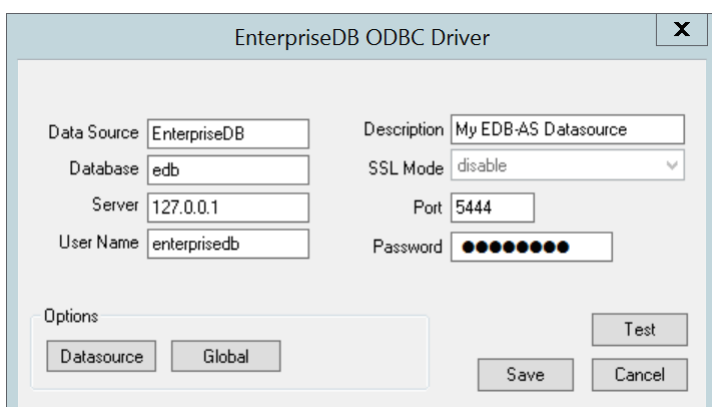 EnterpriseDB ODBC Driver
X
Data Source EnterpriseDB
Description My EDB-AS Datasource
Database edb
SSL Mode disable
Server 127.0.0.1
Port 5444
User Name enterprisedb
Password ●●●●●●●●
Options
Datasource Global
Test
Save Cancel